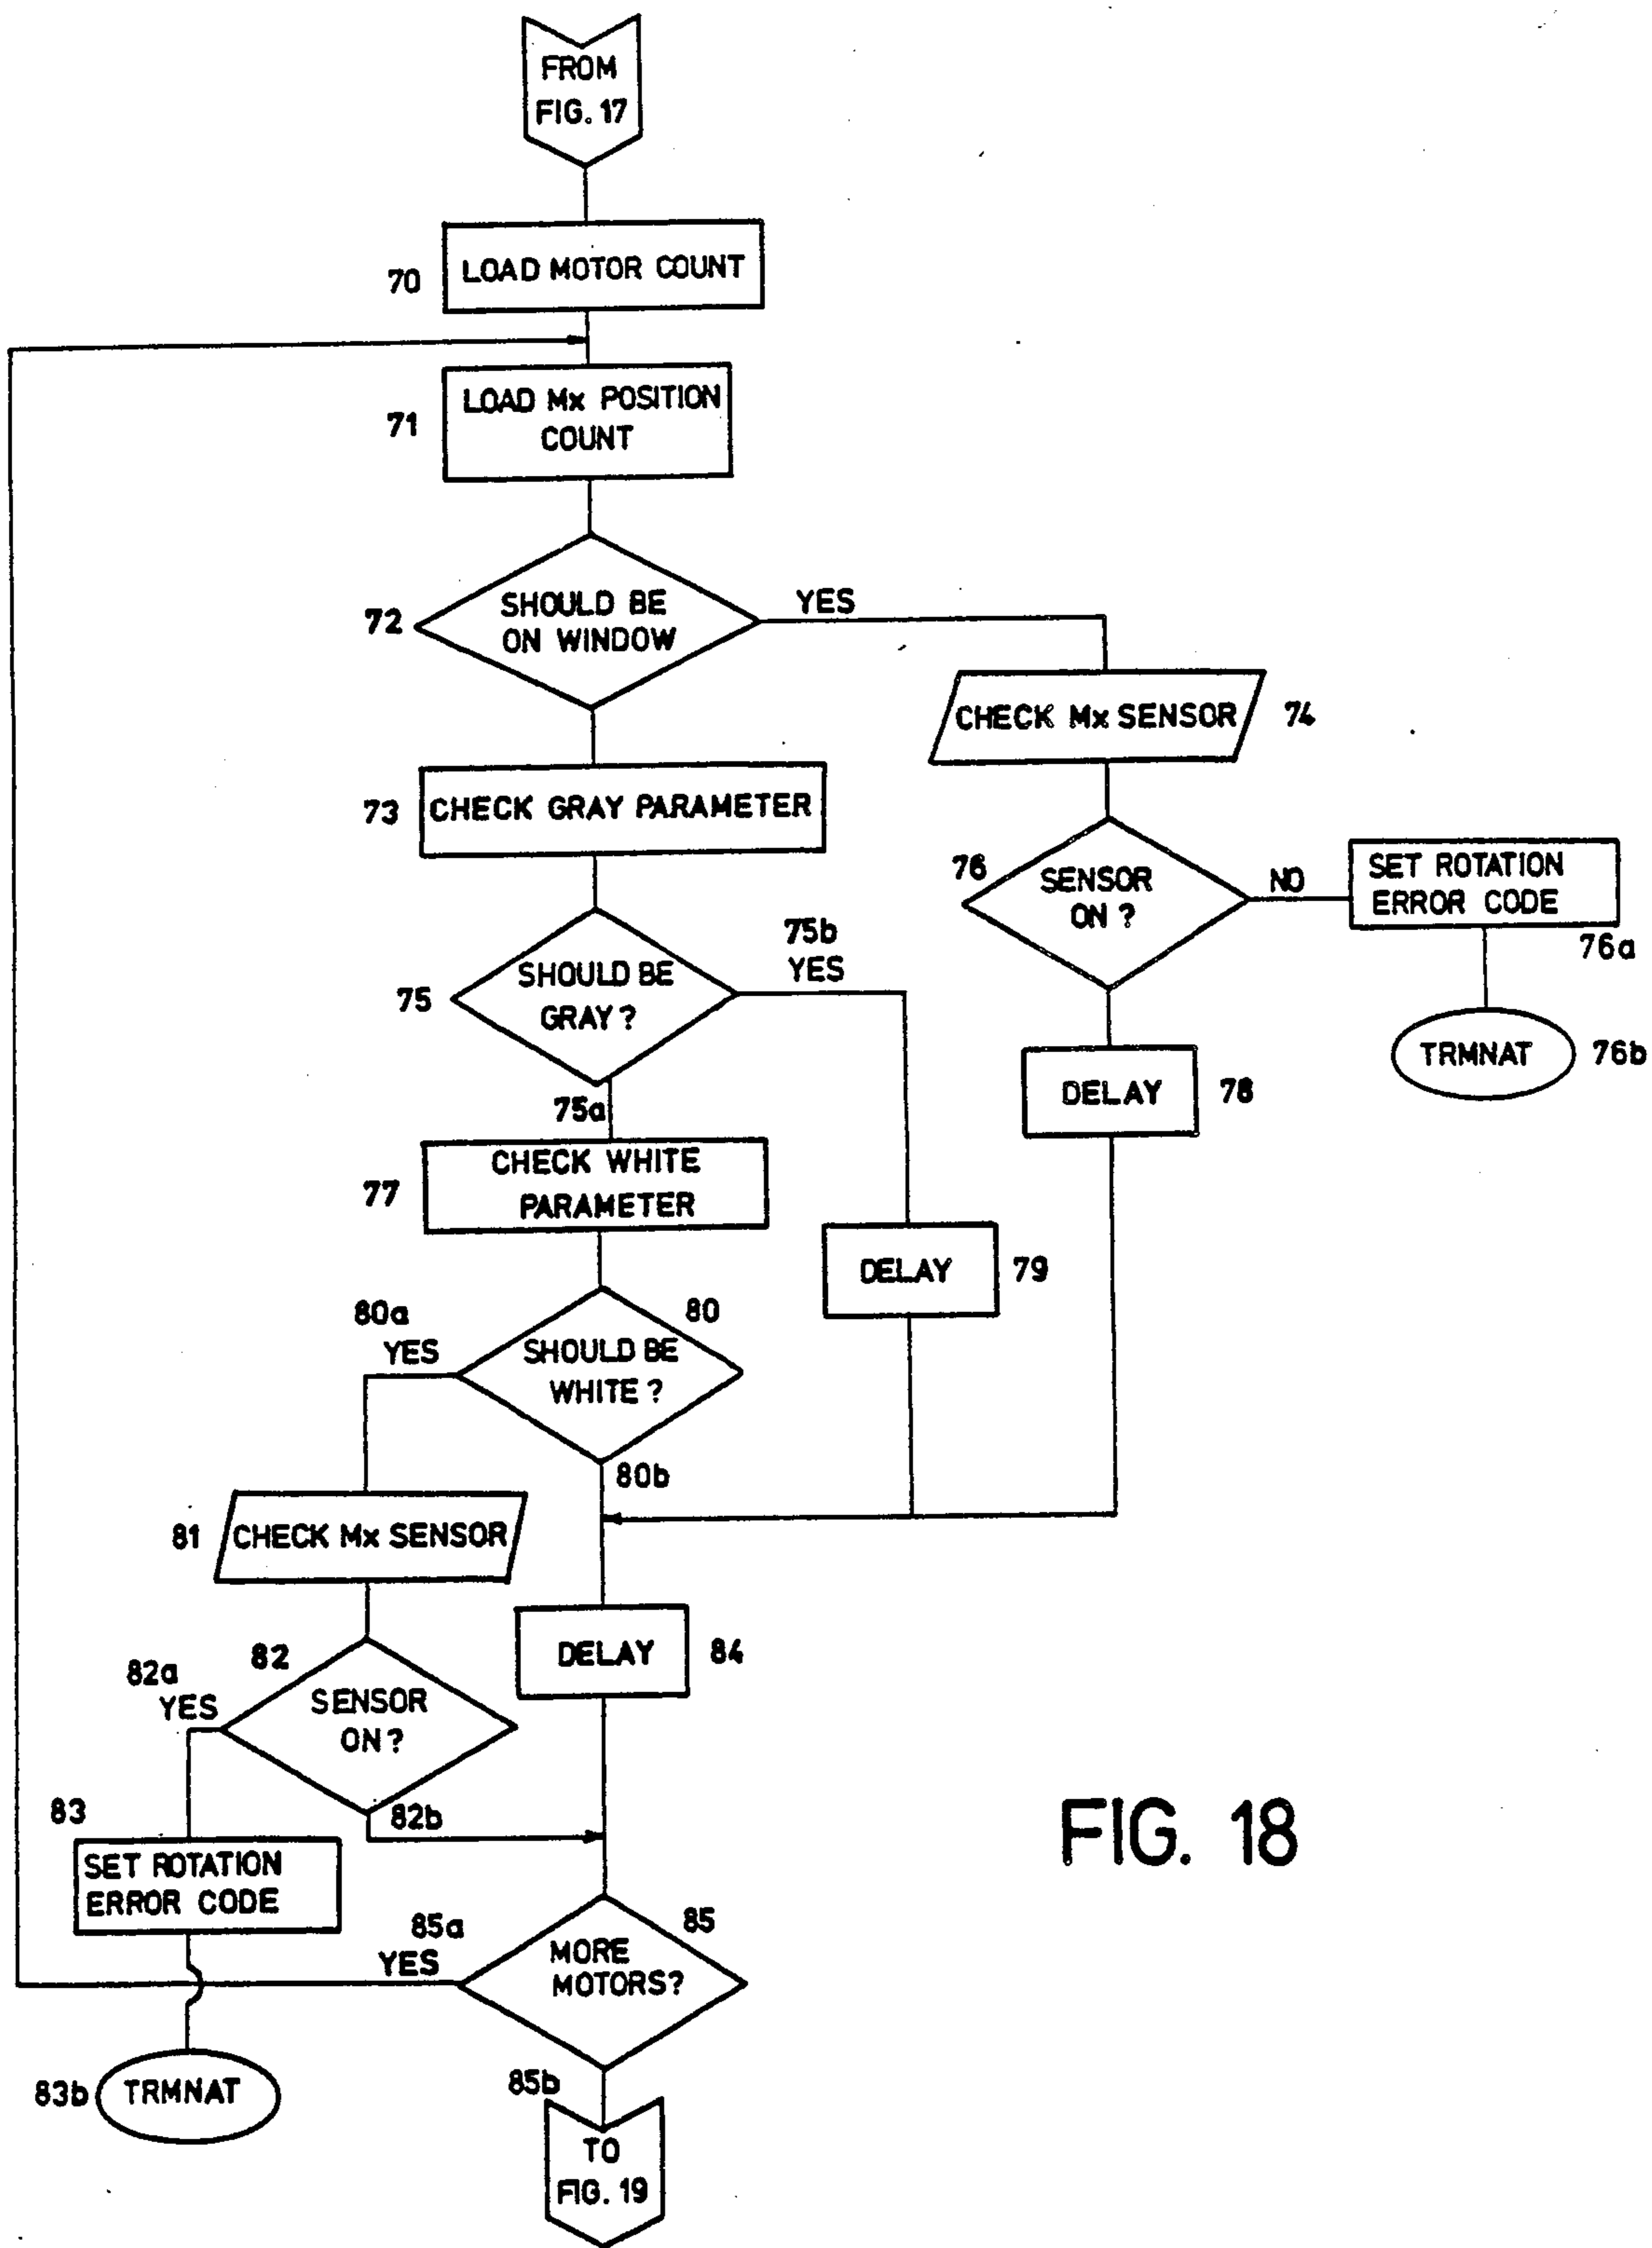 FROM
FIG. 17
70
LOAD MOTOR COUNT
71
LOAD Mx POSITION
COUNT
72
SHOULD BE
ON WINDOW
YES
CHECK Mx SENSOR
74
73
CHECK GRAY PARAMETER
76
SENSOR
ON ?
NO
SET ROTATION
ERROR CODE
76a
75
SHOULD BE
GRAY ?
75b
YES
TRMNAT
76b
DELAY
78
75a
77
CHECK WHITE
PARAMETER
DELAY
79
80a
YES
80
SHOULD BE
WHITE ?
80b
81
CHECK Mx SENSOR
DELAY
84
82a
YES
82
SENSOR
ON ?
82b
83
SET ROTATION
ERROR CODE
85a
YES
85
MORE
MOTORS?
83b
TRMNAT
85b
TO
FIG. 19
FIG. 18